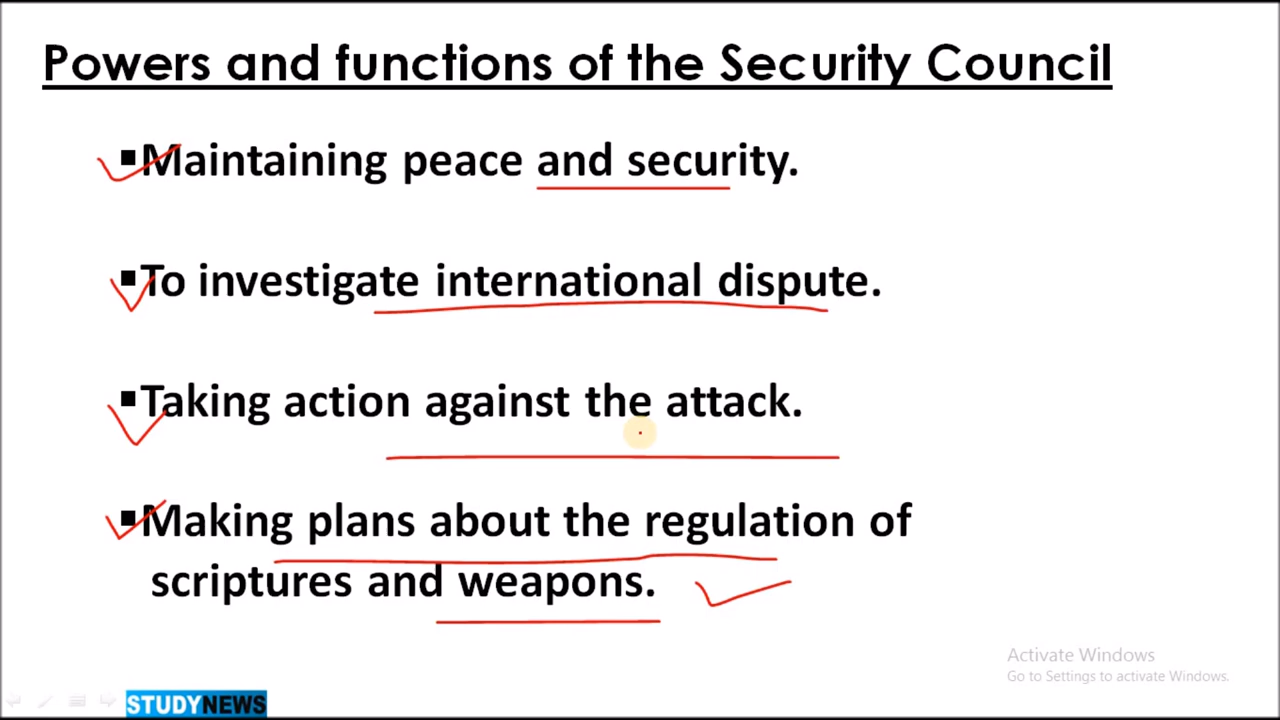 Powers and functions of the Security Council
▪Maintaining peace and security.
▪To investigate international dispute.
▪Taking action against the attack.
▪Making plans about the regulation of
scriptures and weapons.
Activate Windows
Go to Settings to activate Windows.
STUDYNEWS